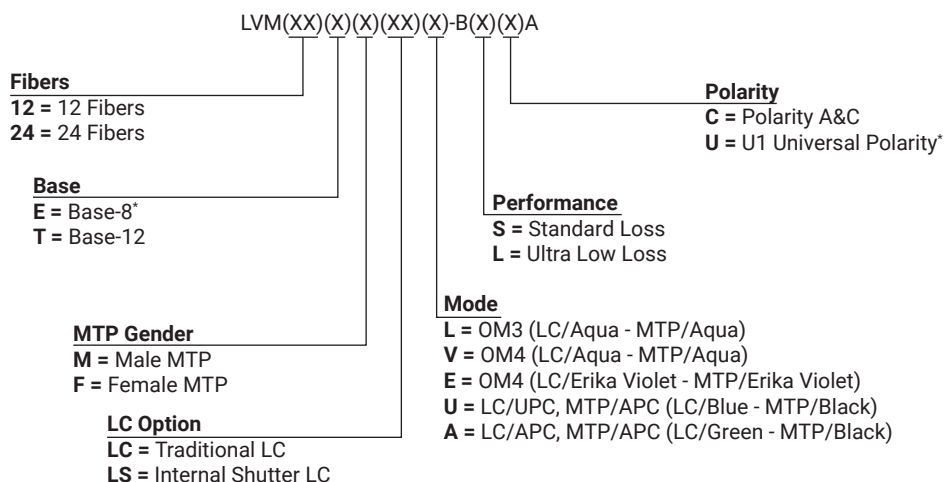 LVM(XX)(X)(X)(XX)(X)-B(X)(X)A
Fibers
12 = 12 Fibers
24 = 24 Fibers
Base
E = Base-8*
T = Base-12
MTP Gender
M = Male MTP
F = Female MTP
LC Option
LC = Traditional LC
LS = Internal Shutter LC
Mode
L = OM3 (LC/Aqua - MTP/Aqua)
V = OM4 (LC/Aqua - MTP/Aqua)
E = OM4 (LC/Erika Violet - MTP/Erika Violet)
U = LC/UPC, MTP/APC (LC/Blue - MTP/Black)
A = LC/APC, MTP/APC (LC/Green - MTP/Black)
Performance
S = Standard Loss
L = Ultra Low Loss
Polarity
C = Polarity A&C
U = U1 Universal Polarity*